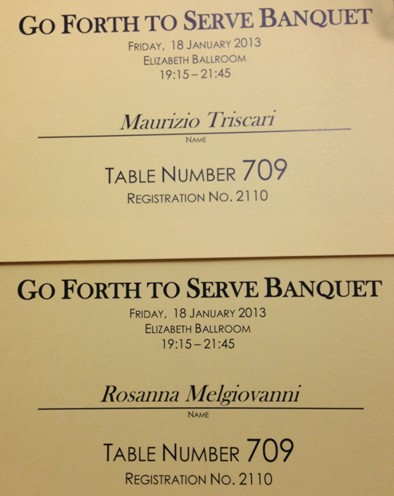 GO FORTH TO SERVE BANQUET
FRIDAY, 18 JANUARY 2013
ELIZABETH BALLROOM
19:15 – 21:45
Maurizio Triscari
NAME
TABLE NUMBER 709
REGISTRATION NO. 2110
GO FORTH TO SERVE BANQUET
FRIDAY, 18 JANUARY 2013
ELIZABETH BALLROOM
19:15 – 21:45
Rosanna Melgiovanni
NAME
TABLE NUMBER 709
REGISTRATION NO. 2110